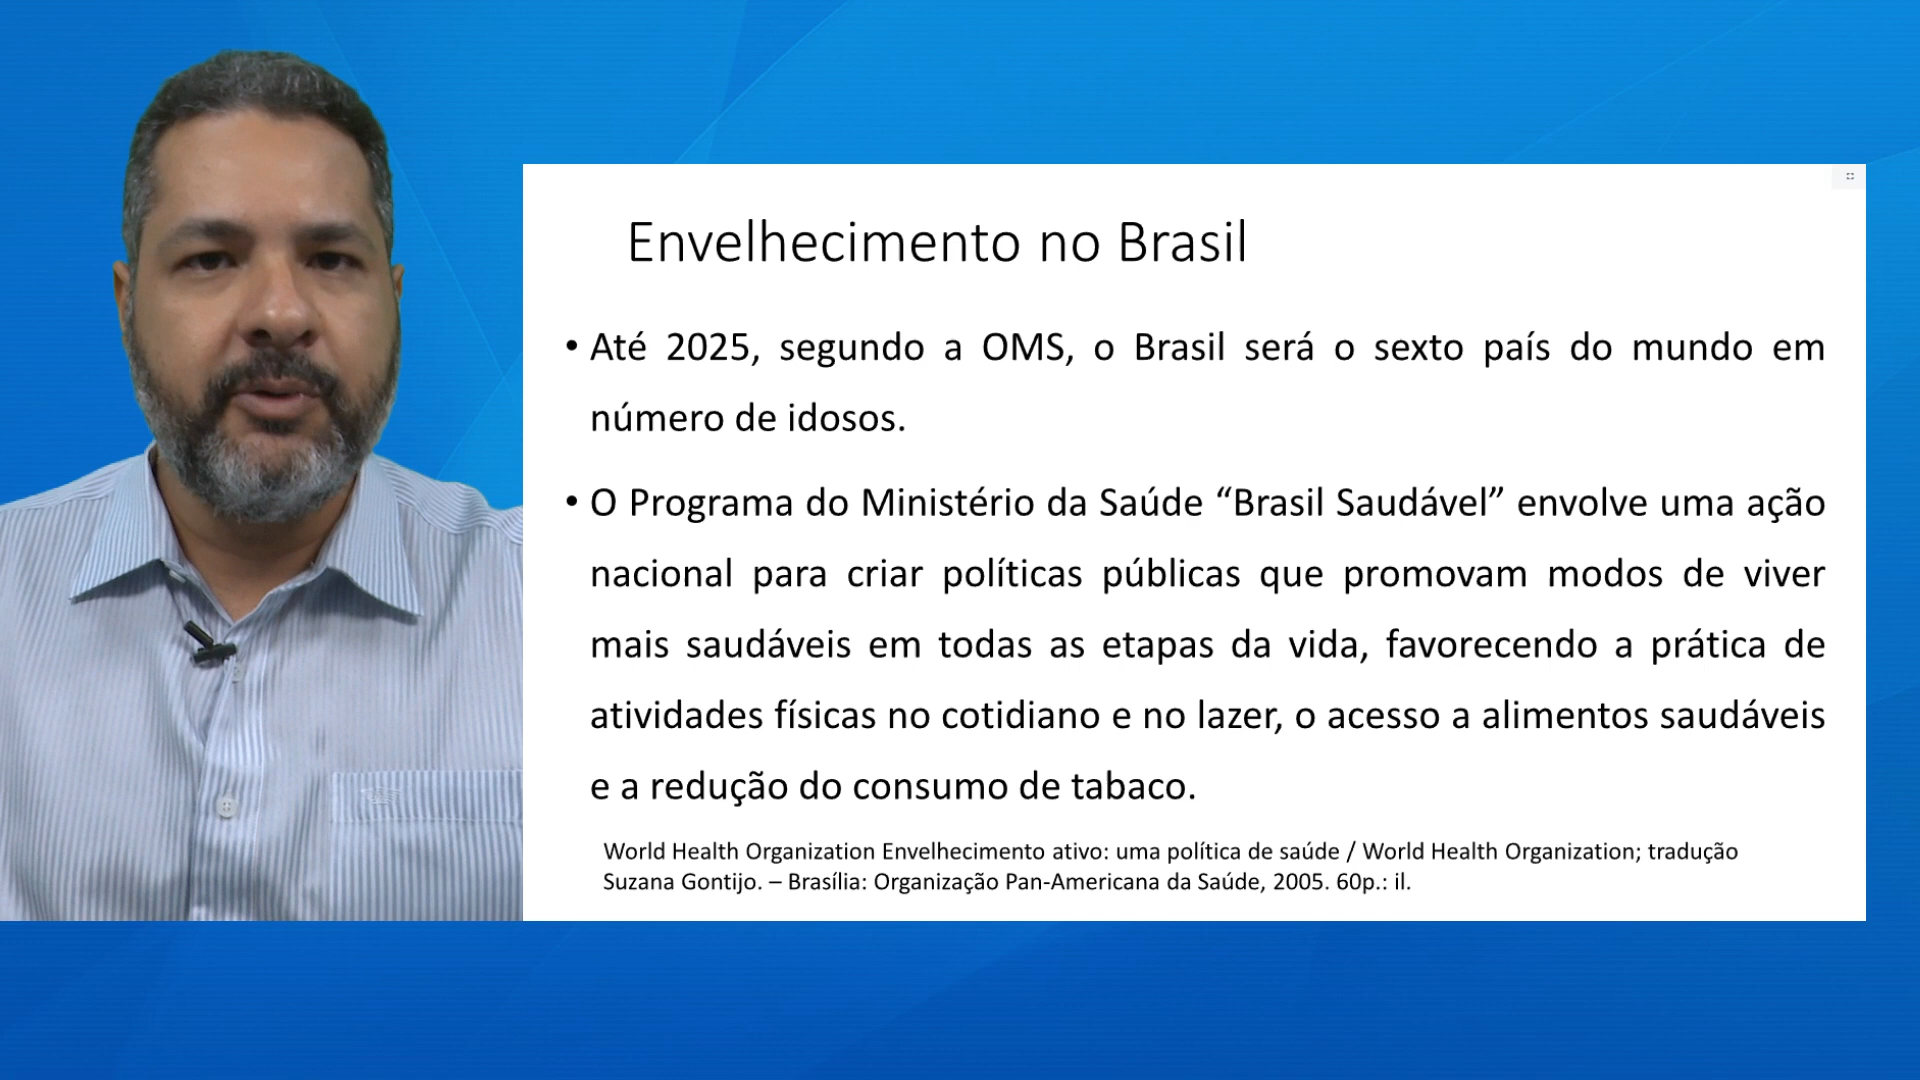 Envelhecimento no Brasil
• Até 2025, segundo a OMS, o Brasil será o sexto país do mundo em
número de idosos.
• O Programa do Ministério da Saúde “Brasil Saudável” envolve uma ação
nacional para criar políticas públicas que promovam modos de viver
mais saudáveis em todas as etapas da vida, favorecendo a prática de
atividades físicas no cotidiano e no lazer, o acesso a alimentos saudáveis
e a redução do consumo de tabaco.
World Health Organization Envelhecimento ativo: uma política de saúde / World Health Organization; tradução
Suzana Gontijo. – Brasília: Organização Pan-Americana da Saúde, 2005. 60p.: il.